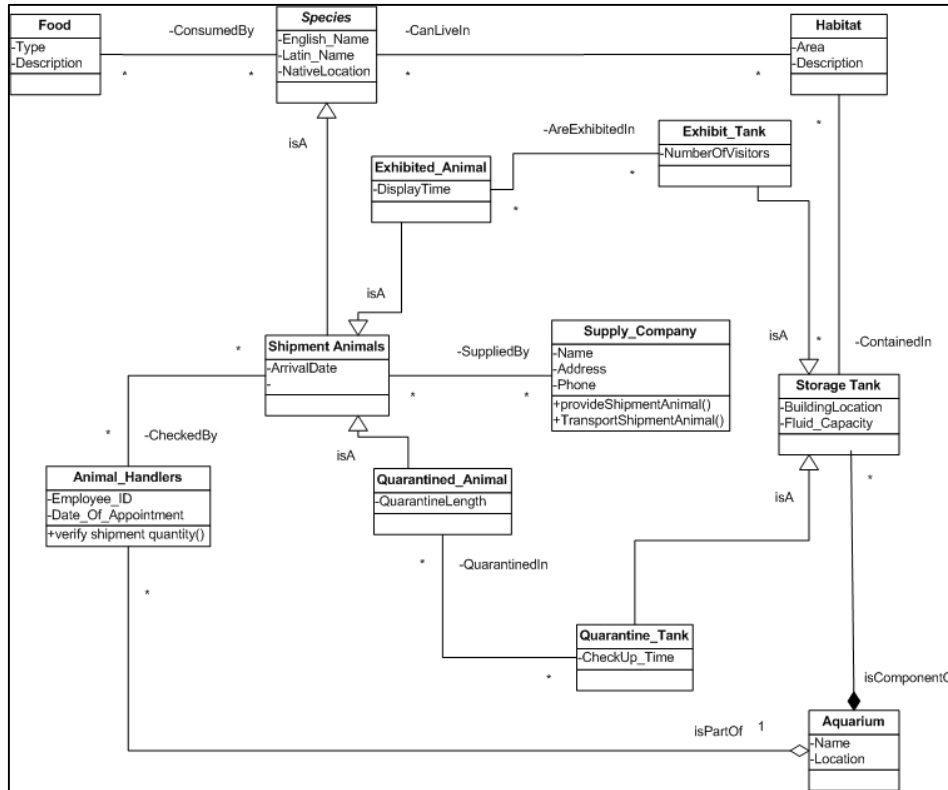 Food
-Type
-Description
-ConsumedBy
*
*
Species
-English_Name
-Latin_Name
-NativeLocation
-CanLiveIn
*
*
Habitat
-Area
-Description
*
isA
-AreExhibitedIn
Exhibit_Tank
-NumberOfVisitors
*
Exhibited_Animal
-DisplayTime
*
isA
isA
*
-ContainedIn
Shipment Animals
-ArrivalDate
-
*
*
-SuppliedBy
*
Supply_Company
-Name
-Address
-Phone
+provideShipmentAnimal()
+TransportShipmentAnimal()
Storage Tank
-BuildingLocation
-Fluid_Capacity
*
-CheckedBy
*
isA
Animal_Handlers
-Employee_ID
-Date_Of_Appointment
+verify shipment quantity()
*
Quarantined_Animal
-QuarantineLength
isA
*
-QuarantinedIn
Quarantine_Tank
-CheckUp_Time
*
isComponentO
isPartOf
1
Aquarium
-Name
-Location